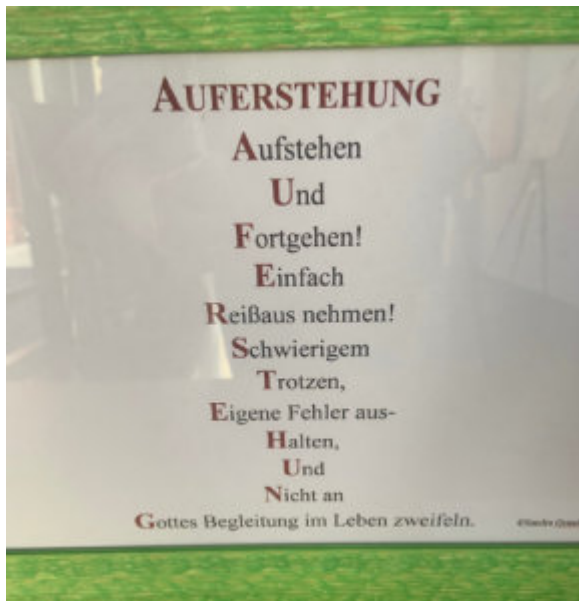 AUFERSTEHUNG
Aufstehen
Und
Fortgehen!
Einfach
Reißaus nehmen!
Schwierigem
Trotzen,
Eigene Fehler aus-
Halten,
Und
Nicht an
Gottes Begleitung im Leben zweifeln.